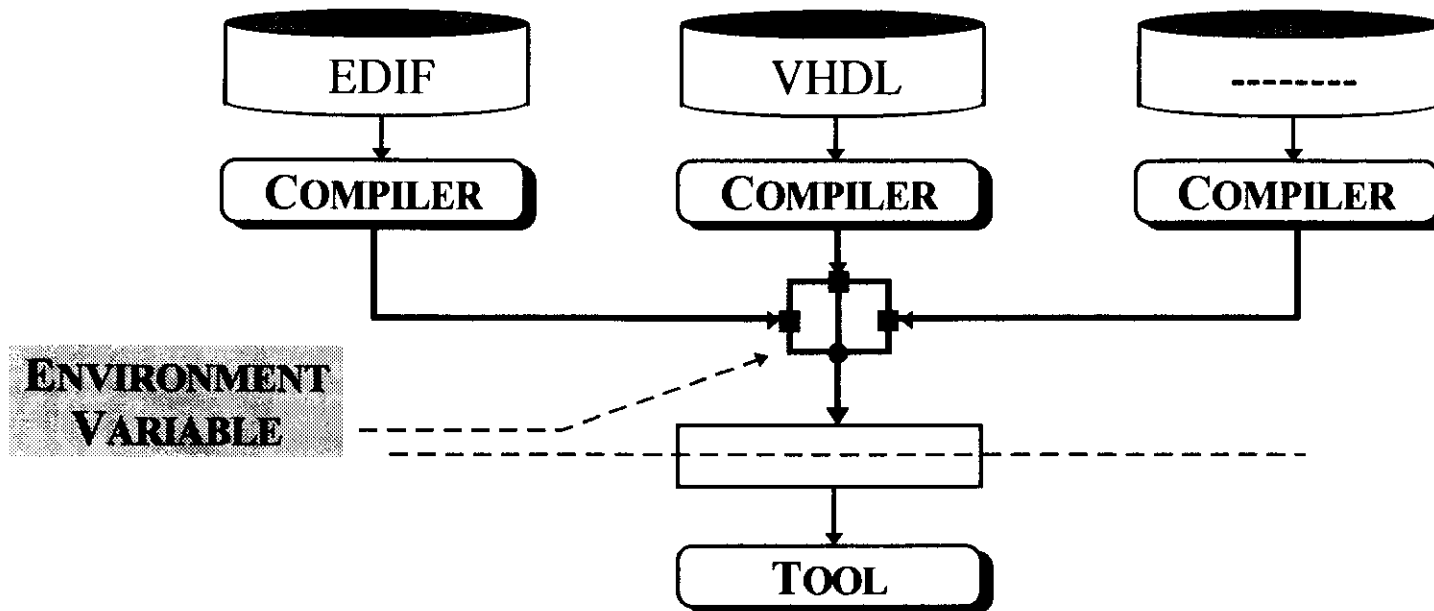 EDIF
VHDL
---------
COMPILER
COMPILER
COMPILER
ENVIRONMENT
VARIABLE
TOOL